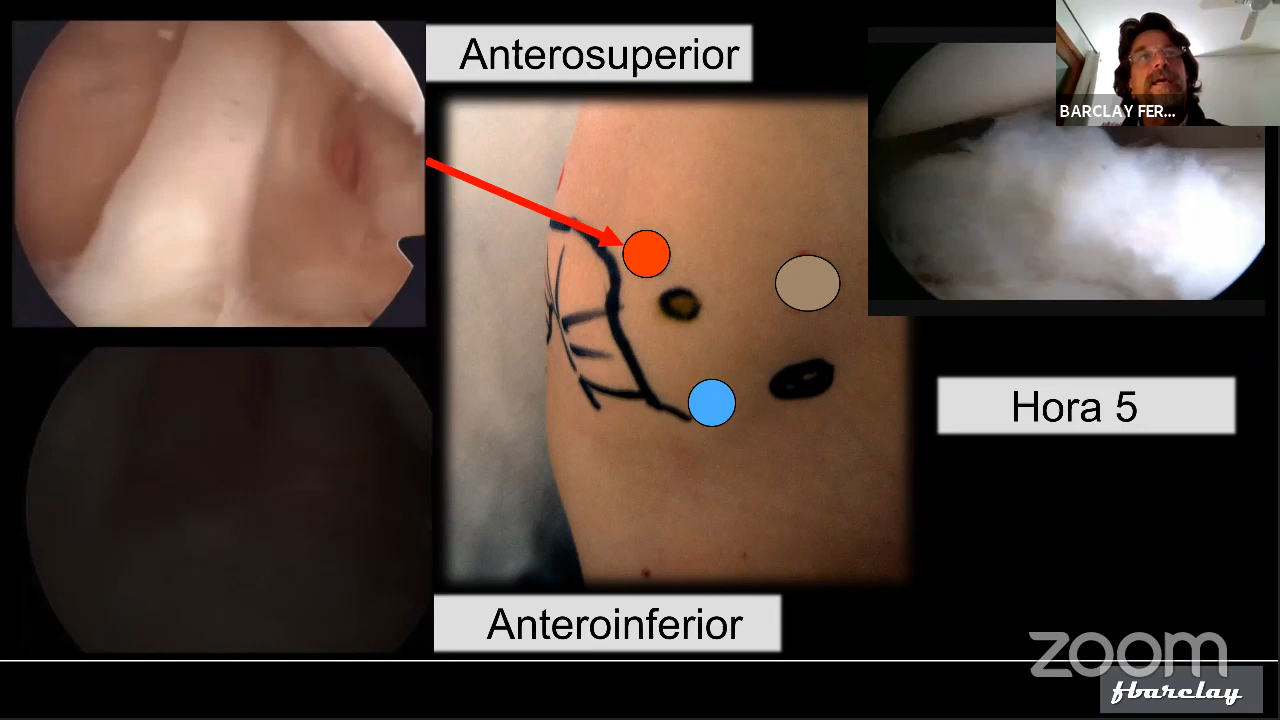 Anterosuperior
BARCLAY FER...
Hora 5
Anteroinferior
zoom
fbarclay